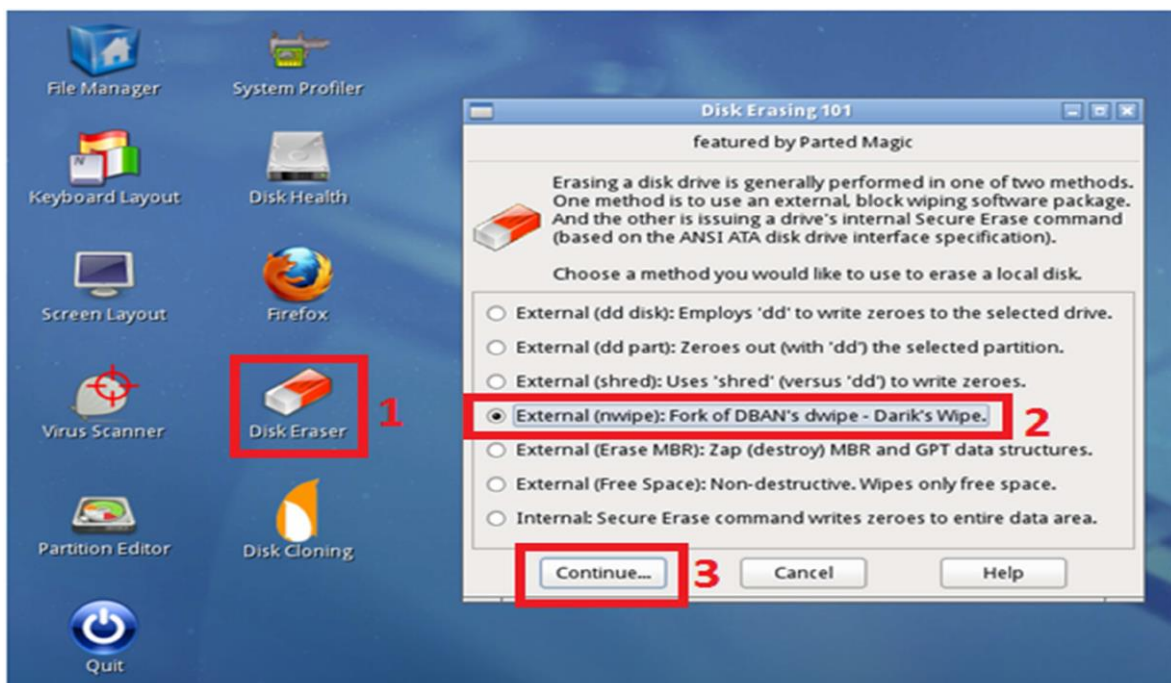 File Manager
System Profiler
Keyboard Layout
Disk Health
Screen Layout
Firefox
Virus Scanner
Disk Eraser
1
Partition Editor
Disk Cloning
Quit
Disk Erasing 101
featured by Parted Magic
Erasing a disk drive is generally performed in one of two methods.
One method is to use an external, block wiping software package.
And the other is issuing a drive's internal Secure Erase command
(based on the ANSI ATA disk drive interface specification).
Choose a method you would like to use to erase a local disk.
External (dd disk): Employs 'dd' to write zeroes to the selected drive.
External (dd part): Zeroes out (with 'dd') the selected partition.
External (shred): Uses 'shred' (versus 'dd') to write zeroes.
External (nwipe): Fork of DBAN's dwipe - Darik's Wipe.
2
External (Erase MBR): Zap (destroy) MBR and GPT data structures.
External (Free Space): Non-destructive. Wipes only free space.
Internal: Secure Erase command writes zeroes to entire data area.
Continue...
3
Cancel
Help